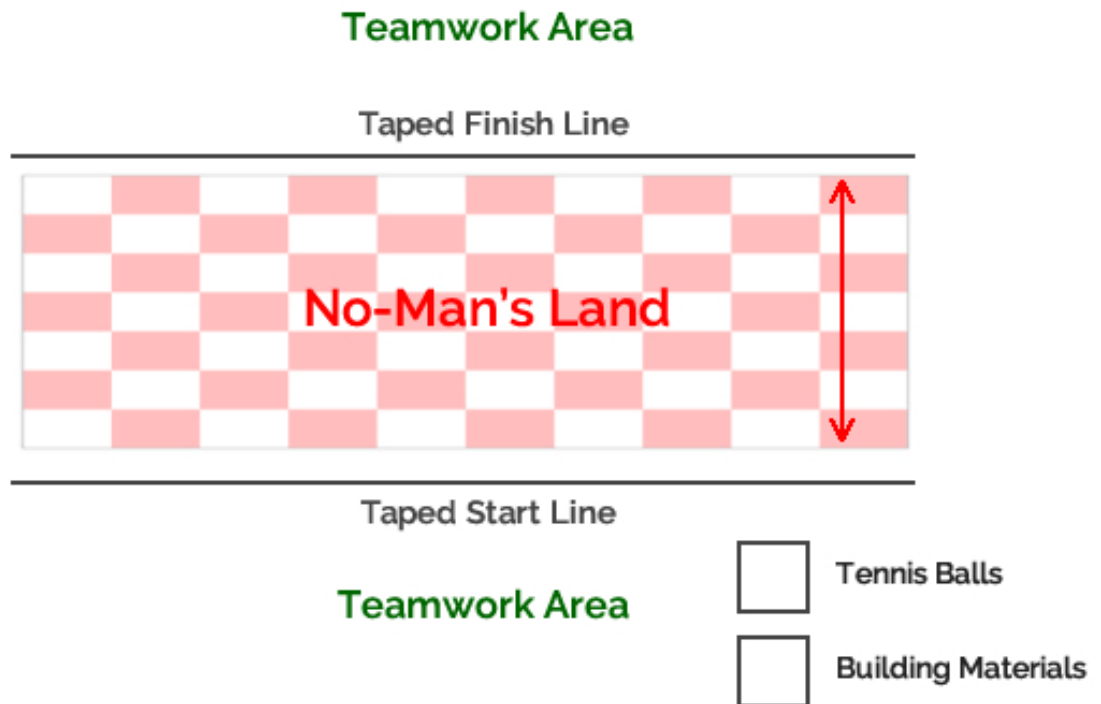 Teamwork Area
Taped Finish Line
No-Man’s Land
Taped Start Line
Teamwork Area
Tennis Balls
Building Materials